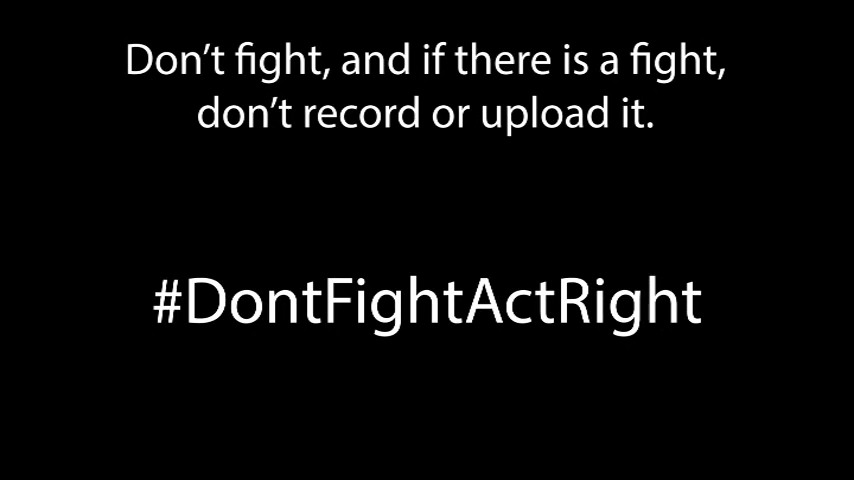 Don’t fight, and if there is a fight,
don’t record or upload it.
#DontFightActRight